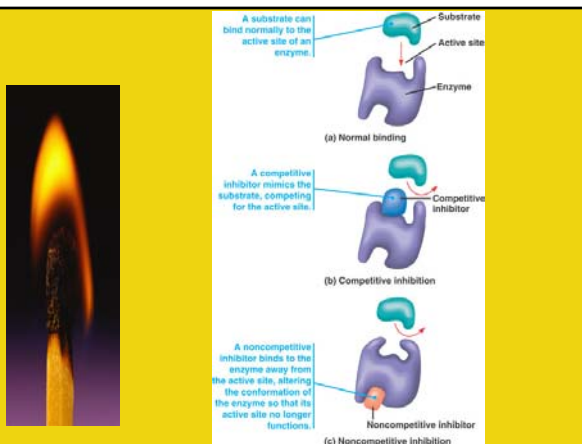 A substrate can
bind normally to the
active site of an
enzyme.
Substrate
Active site
Enzyme
(a) Normal binding
A competitive
inhibitor mimics the
substrate, competing
for the active site.
Competitive
inhibitor
(b) Competitive inhibition
A noncompetitive
inhibitor binds to the
enzyme away from
the active site, altering
the conformation of
the enzyme so that its
active site no longer
functions.
Noncompetitive inhibitor
(c) Noncompetitive inhibition